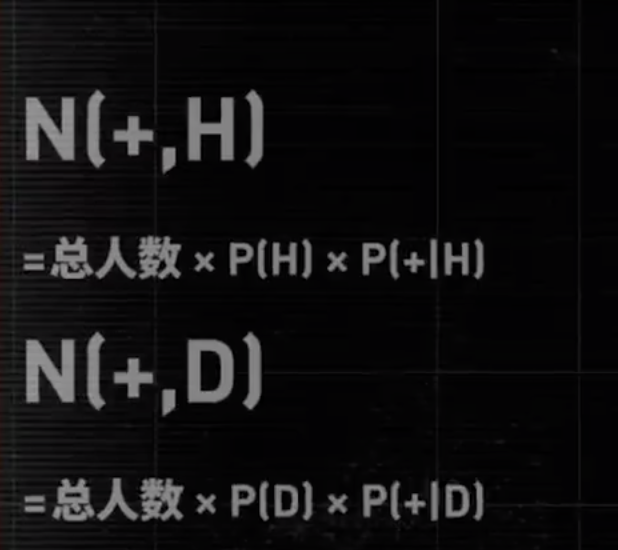 N(+,H)
=总人数 × P(H) × P(+|H)
N(+,D)
=总人数 × P(D) × P(+|D)